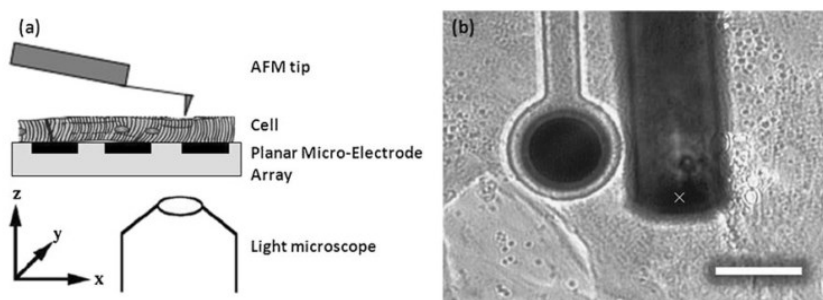 (a)
AFM tip
Cell
Planar Micro-Electrode
Array
z
y
x
Light microscope
(b)